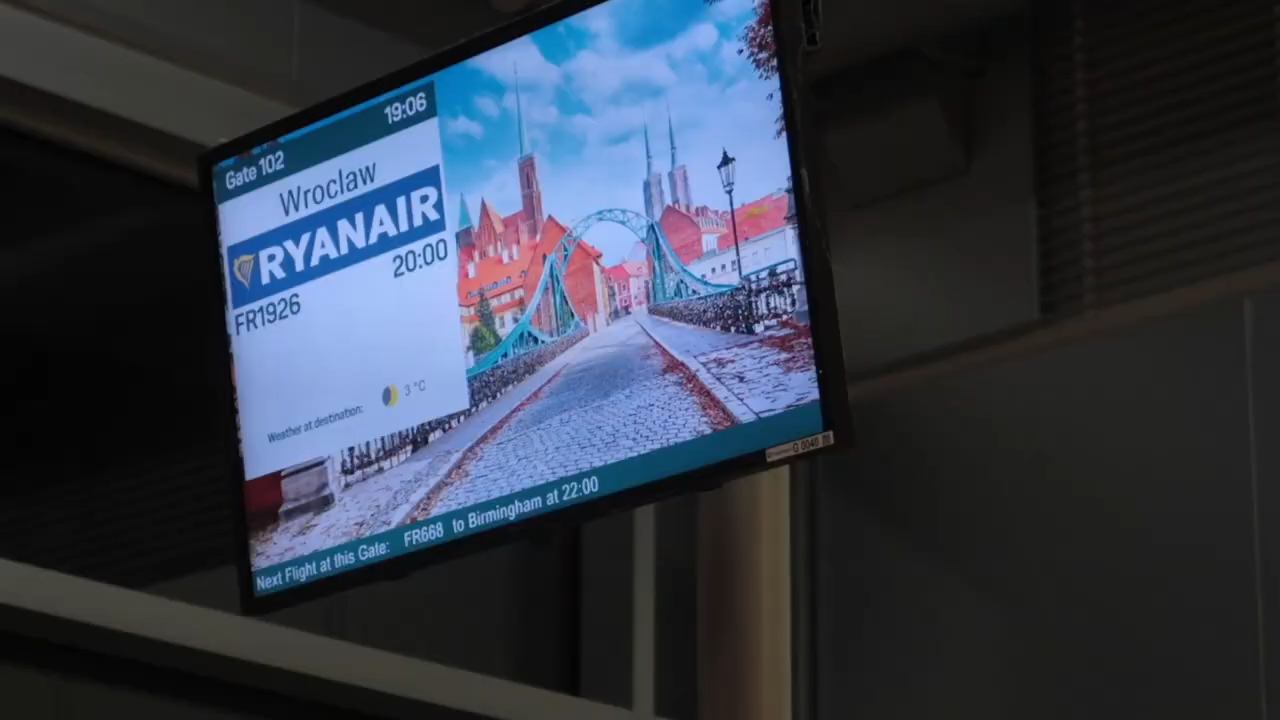 Gate 102 19:06
Wroclaw
RYANAIR
20:00
FR1926
Weather at destination: 3 °C
Next Flight at this Gate: FR668 to Birmingham at 22:00
0040